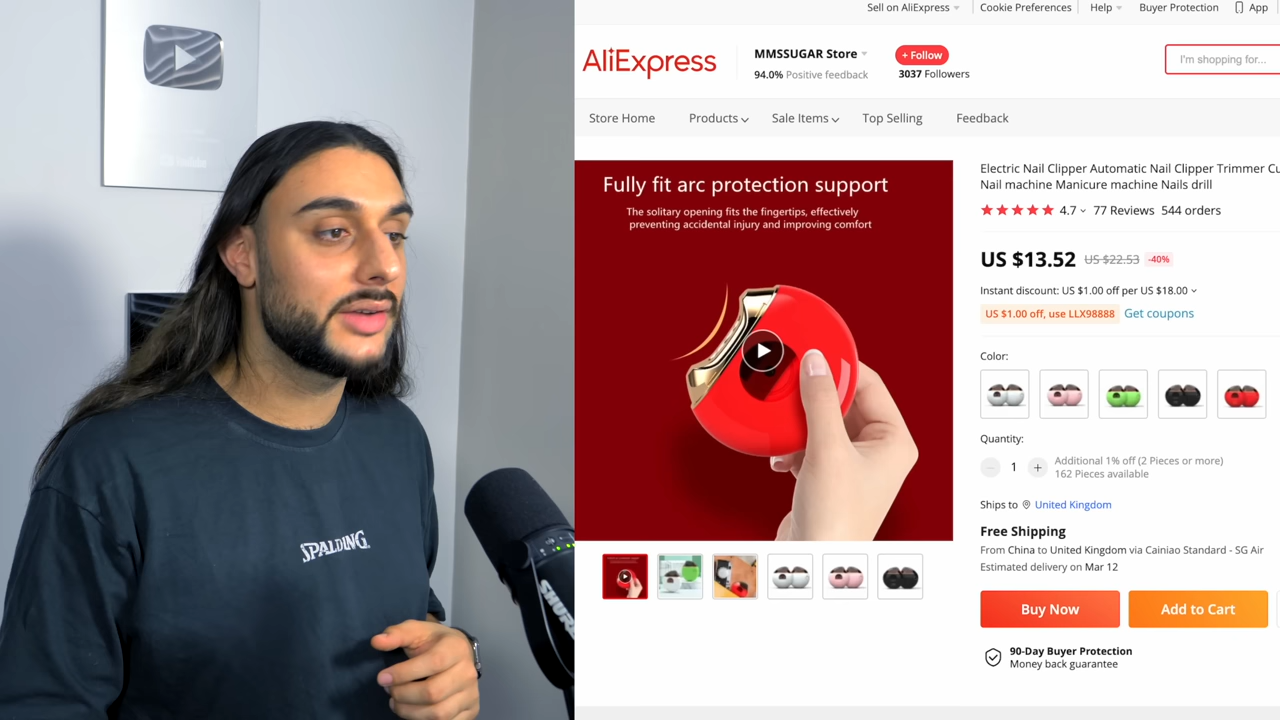 Sell on AliExpress
Cookie Preferences
Help
Buyer Protection
App
AliExpress
MMSSUGAR Store
94.0% Positive feedback
+ Follow
3037 Followers
I'm shopping for...
Store Home
Products
Sale Items
Top Selling
Feedback
Fully fit arc protection support
The solitary opening fits the fingertips, effectively
preventing accidental injury and improving comfort
Electric Nail Clipper Automatic Nail Clipper Trimmer Cu
Nail machine Manicure machine Nails drill
4.7 77 Reviews 544 orders
US $13.52 US $22.53 -40%
Instant discount: US $1.00 off per US $18.00
US $1.00 off, use LLX98888 Get coupons
Color:
Quantity:
1
Additional 1% off (2 Pieces or more)
162 Pieces available
Ships to United Kingdom
Free Shipping
From China to United Kingdom via Cainiao Standard - SG Air
Estimated delivery on Mar 12
Buy Now
Add to Cart
90-Day Buyer Protection
Money back guarantee
SPALDING
SHURE